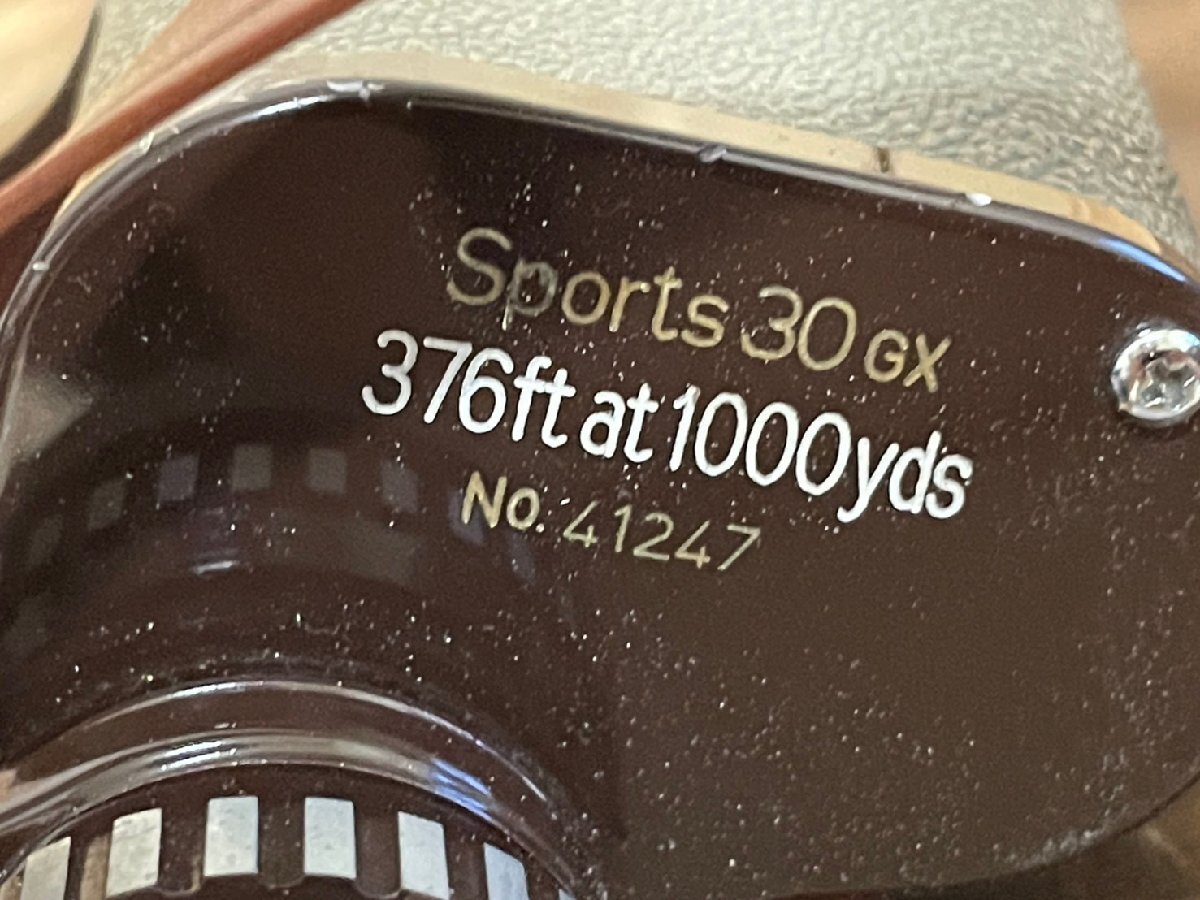 Sports 30 GX
376ft at 1000yds
No. 41247